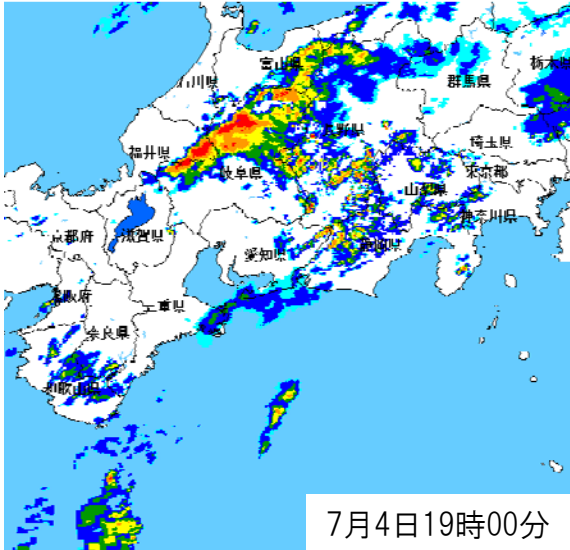 富山県
石川県
栃木県
群馬県
長野県
埼玉県
福井県
岐阜県
東京都
山梨県
神奈川県
京都府
滋賀県
愛知県
静岡県
大阪府
三重県
奈良県
和歌山県
7月4日19時00分